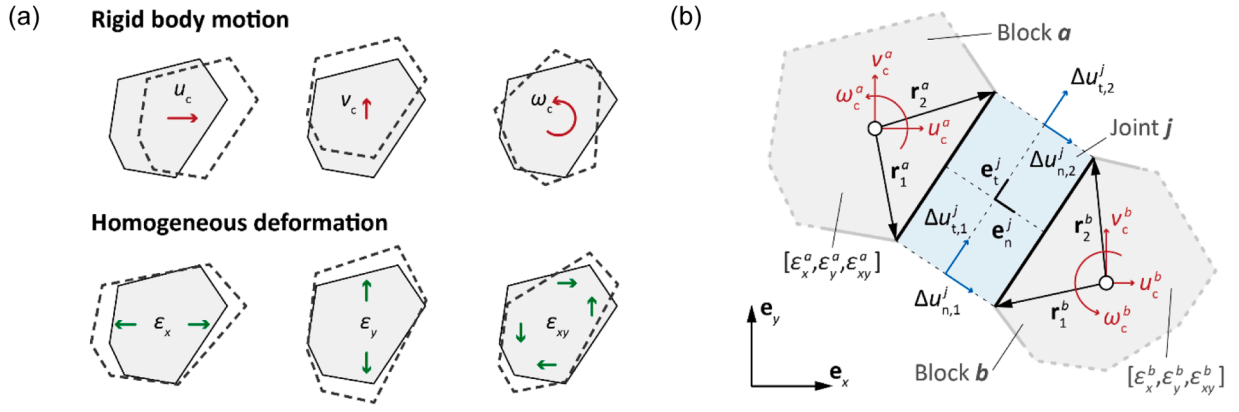 (a)
Rigid body motion
u_c
v_c
ω_c
Homogeneous deformation
ε_x
ε_y
ε_xy
(b)
Block a
v_c^a
ω_c^a
r_2^a
u_c^a
r_1^a
Δu_t,2^j
Joint j
Δu_n,2^j
e_t^j
e_n^j
Δu_t,1^j
Δu_n,1^j
[ε_x^a,ε_y^a,ε_xy^a]
r_2^b
v_c^b
u_c^b
r_1^b
ω_c^b
e_y
e_x
Block b
[ε_x^b,ε_y^b,ε_xy^b]